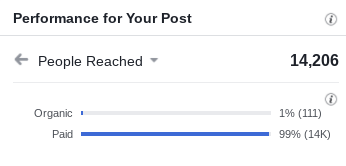 Performance for Your Post
People Reached 14,206
Organic 1% (111)
Paid 99% (14K)